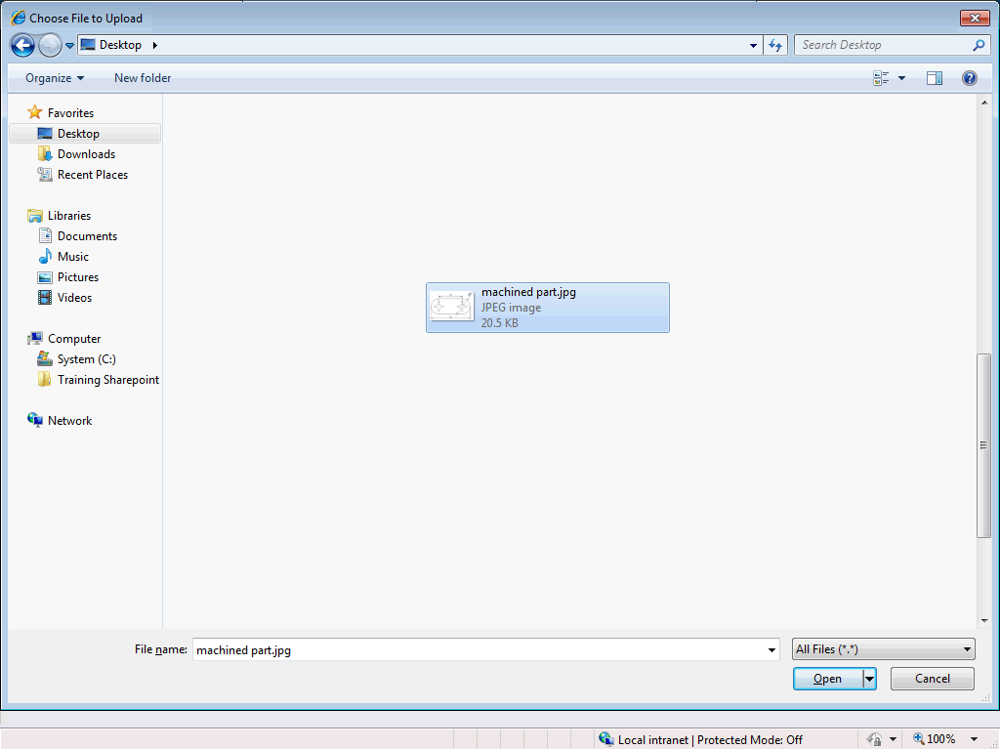 Choose File to Upload
Desktop
Search Desktop
Organize
New folder
Favorites
Desktop
Downloads
Recent Places
Libraries
Documents
Music
Pictures
Videos
Computer
System (C:)
Training Sharepoint
Network
machined part.jpg
JPEG image
20.5 KB
File name: machined part.jpg
All Files (*.*)
Open
Cancel
Local intranet | Protected Mode: Off
100%